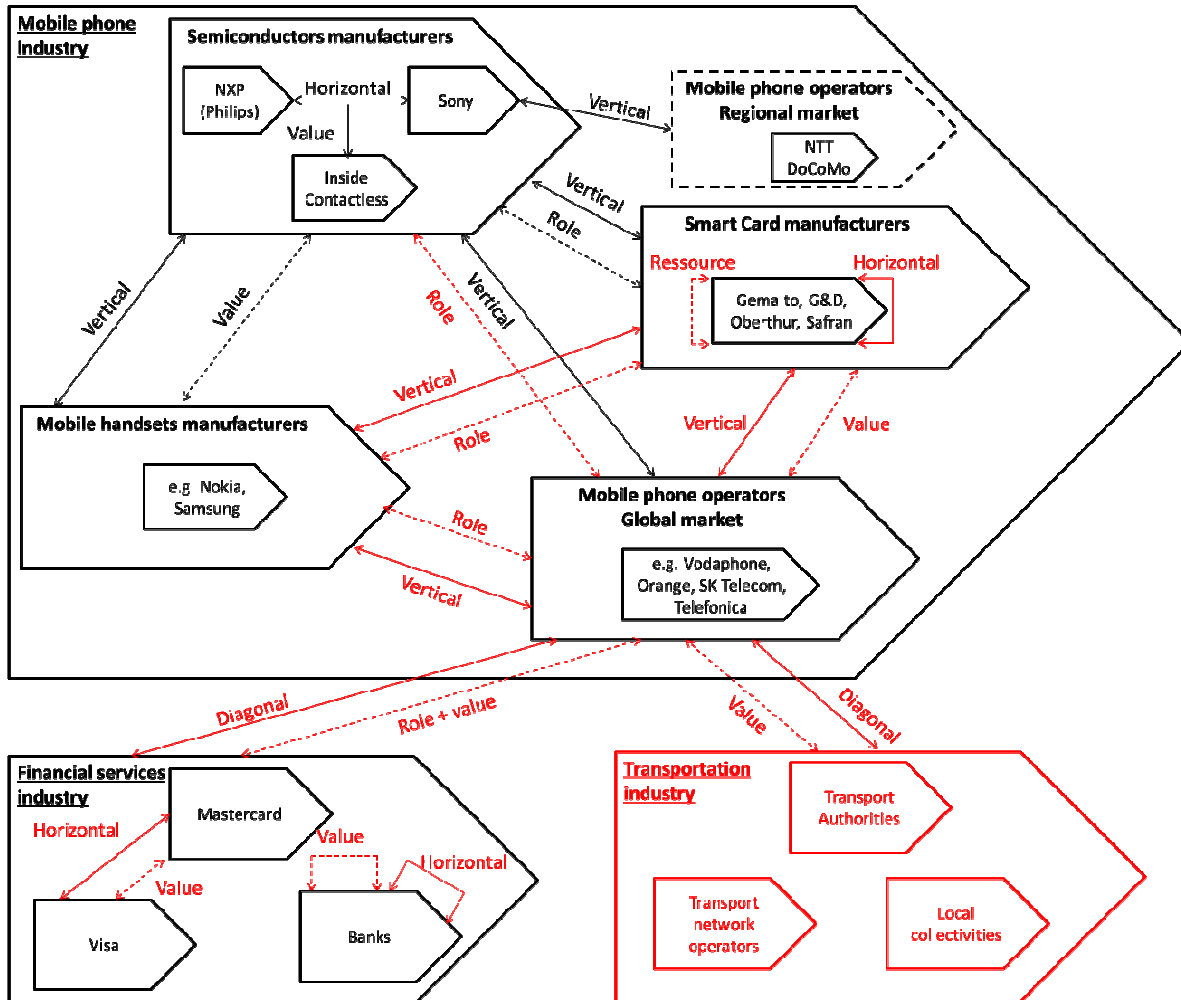 Mobile phone
industry
Semiconductors manufacturers
NXP
(Philips)
Horizontal
Sony
Value
Inside
Contactless
Vertical
Mobile phone operators
Regional market
NTT
DoCoMo
Vertical
Role
Smart Card manufacturers
Ressource
Horizontal
Gema to, G&D,
Oberthur, Safran
Vertical
Value
Role
Vertical
Vertical
Role
Vertical
Value
Mobile handsets manufacturers
e.g. Nokia,
Samsung
Role
Vertical
Mobile phone operators
Global market
e.g. Vodaphone,
Orange, SK Telecom,
Telefonica
Diagonal
Role + value
Value
Diagonal
Financial services
industry
Mastercard
Horizontal
Value
Value
Horizontal
Visa
Banks
Transportation
industry
Transport
Authorities
Transport
network
operators
Local
col ectivities